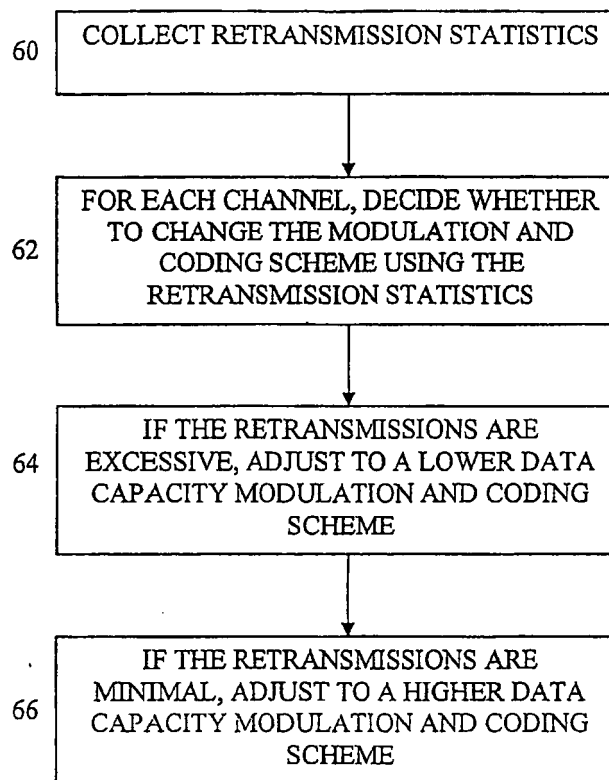 60
COLLECT RETRANSMISSION STATISTICS
62
FOR EACH CHANNEL, DECIDE WHETHER
TO CHANGE THE MODULATION AND
CODING SCHEME USING THE
RETRANSMISSION STATISTICS
64
IF THE RETRANSMISSIONS ARE
EXCESSIVE, ADJUST TO A LOWER DATA
CAPACITY MODULATION AND CODING
SCHEME
66
IF THE RETRANSMISSIONS ARE
MINIMAL, ADJUST TO A HIGHER DATA
CAPACITY MODULATION AND CODING
SCHEME